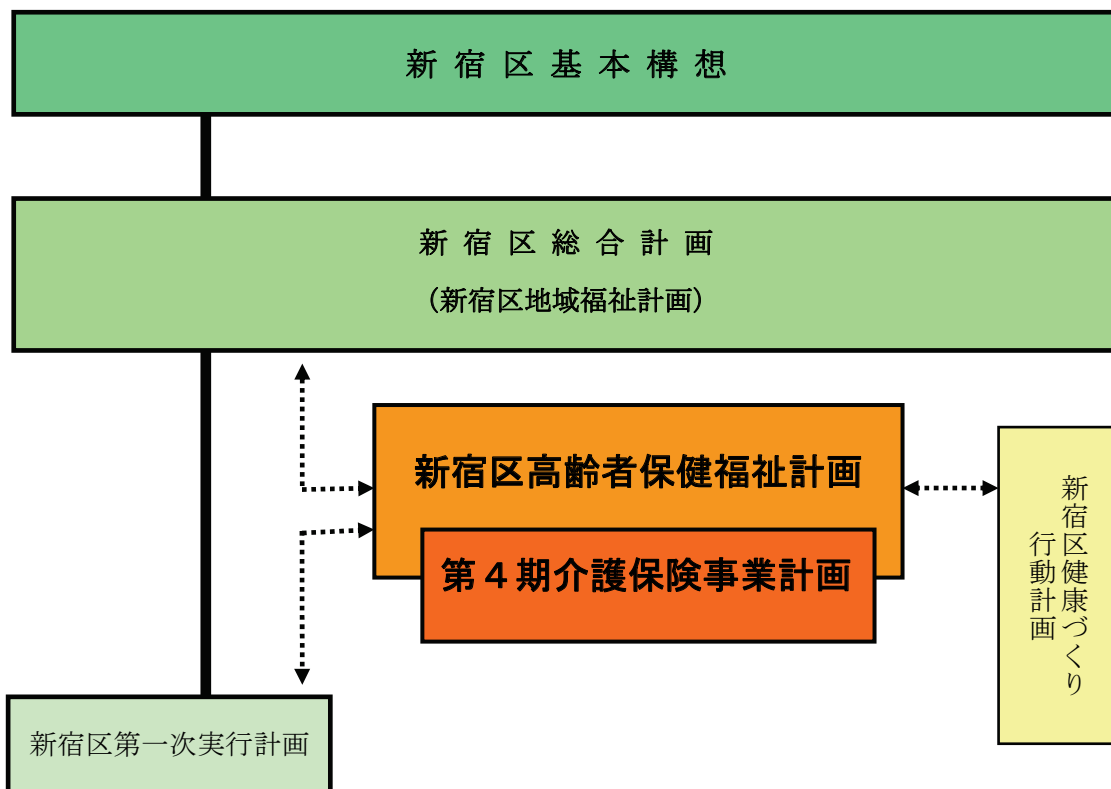 新宿区基本構想
新宿区総合計画
(新宿区地域福祉計画)
新宿区高齢者保健福祉計画
第４期介護保険事業計画
新宿区健康づくり
行動計画
新宿区第一次実行計画